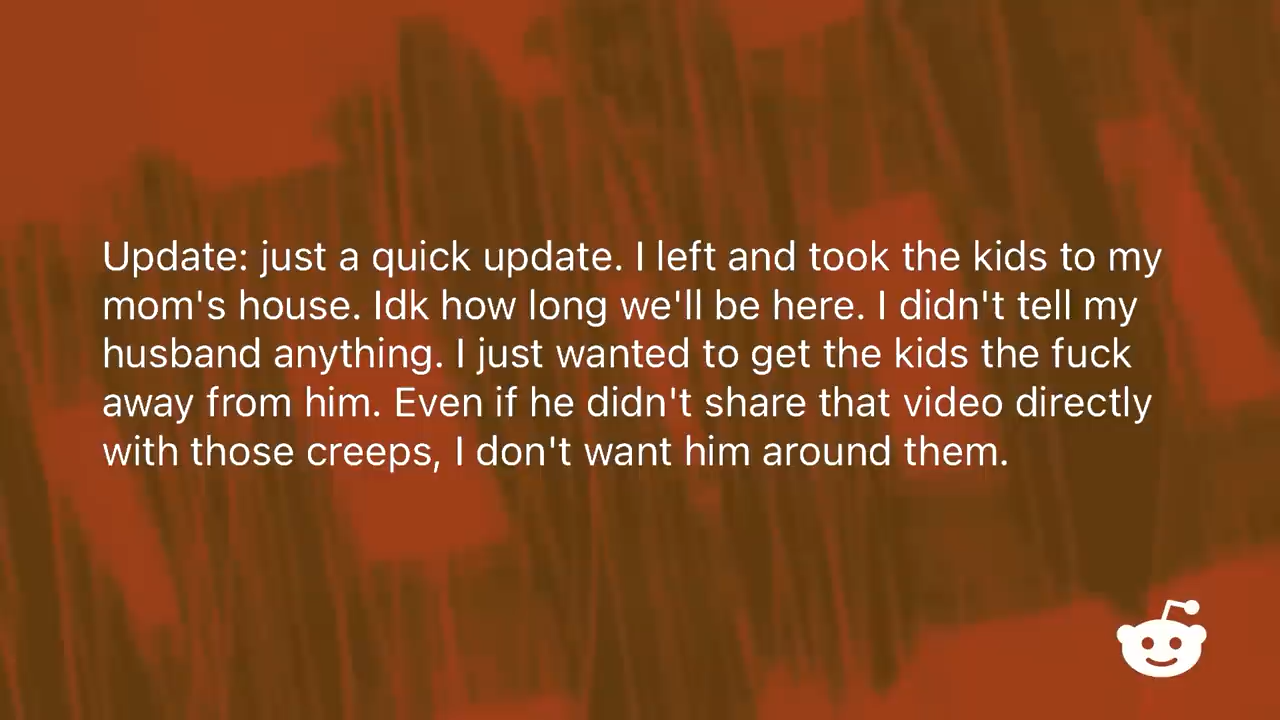 Update: just a quick update. I left and took the kids to my
mom's house. Idk how long we'll be here. I didn't tell my
husband anything. I just wanted to get the kids the fuck
away from him. Even if he didn't share that video directly
with those creeps, I don't want him around them.